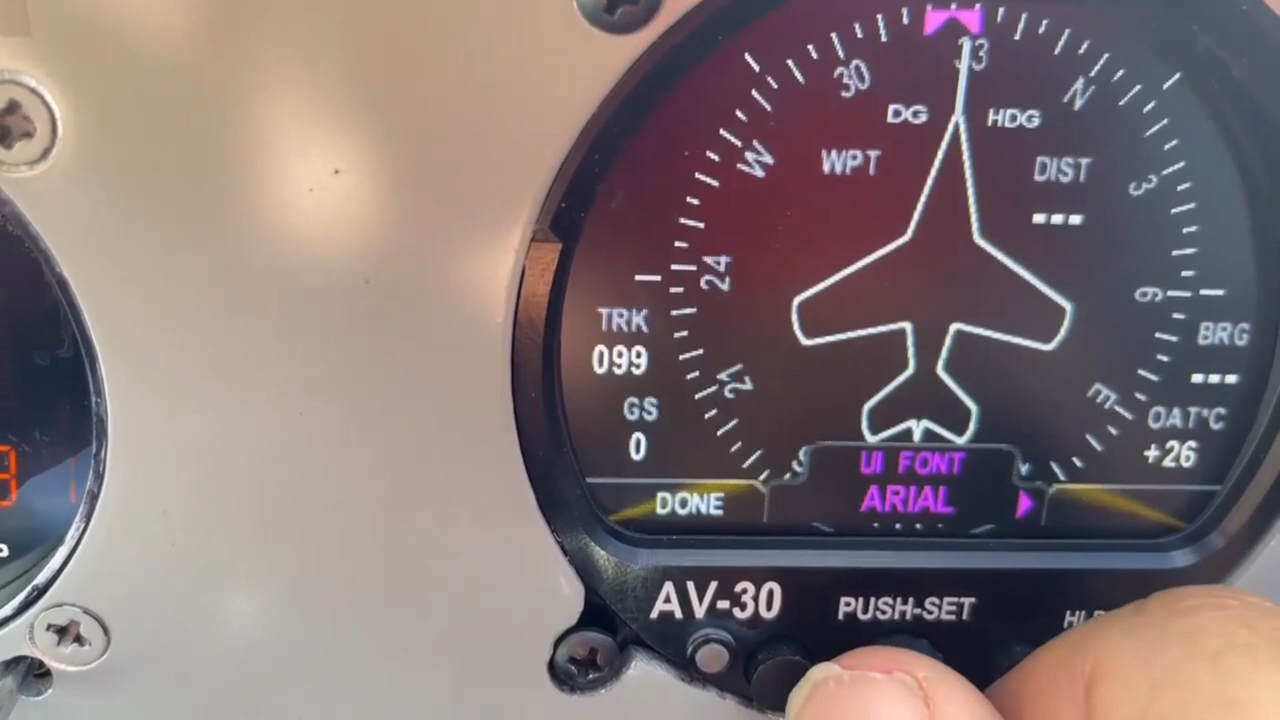 33
30
N
DG
HDG
WPT
DIST
---
W
3
24
6
TRK
099
BRG
---
GS
0
21
E
OAT°C
+26
UI FONT
ARIAL
DONE
AV-30
PUSH-SET